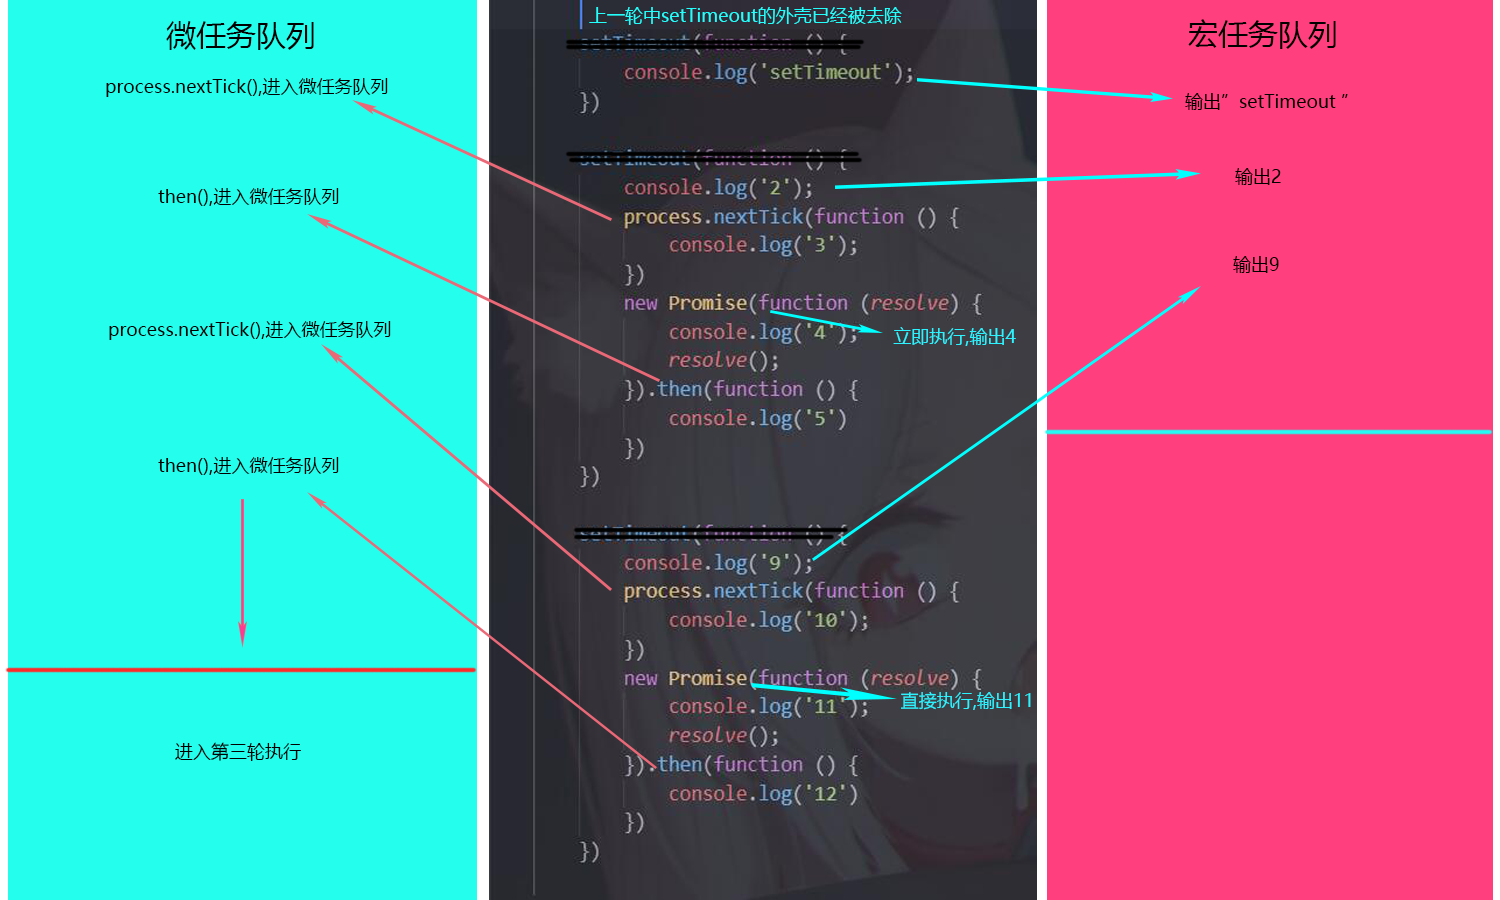 微任务队列
process.nextTick(),进入微任务队列
then(),进入微任务队列
process.nextTick(),进入微任务队列
then(),进入微任务队列
进入第三轮执行
上一轮中setTimeout的外壳已经被去除
setTimeout(function () {
console.log('setTimeout');
})
setTimeout(function () {
console.log('2');
process.nextTick(function () {
console.log('3');
})
new Promise(function (resolve) {
console.log('4');
立即执行,输出4
resolve();
}).then(function () {
console.log('5')
})
})
setTimeout(function () {
console.log('9');
process.nextTick(function () {
console.log('10');
})
new Promise(function (resolve) {
console.log('11');
直接执行,输出11
resolve();
}).then(function () {
console.log('12')
})
})
宏任务队列
输出”setTimeout ”
输出2
输出9